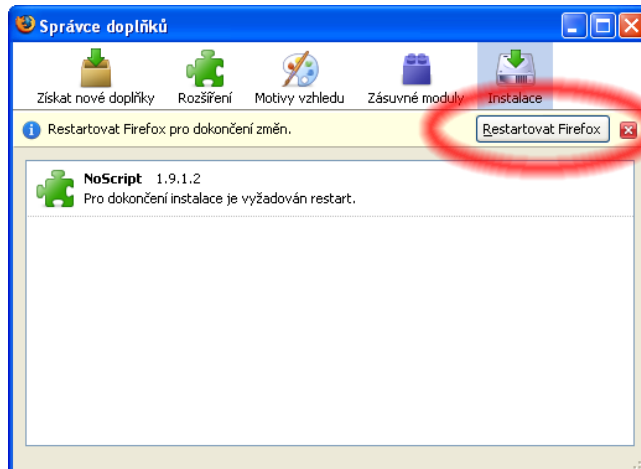 Správce doplňků
Získat nové doplňky Rozšíření Motivy vzhledu Zásuvné moduly Instalace
Restartovat Firefox pro dokončení změn. Restartovat Firefox
NoScript 1.9.1.2
Pro dokončení instalace je vyžadován restart.